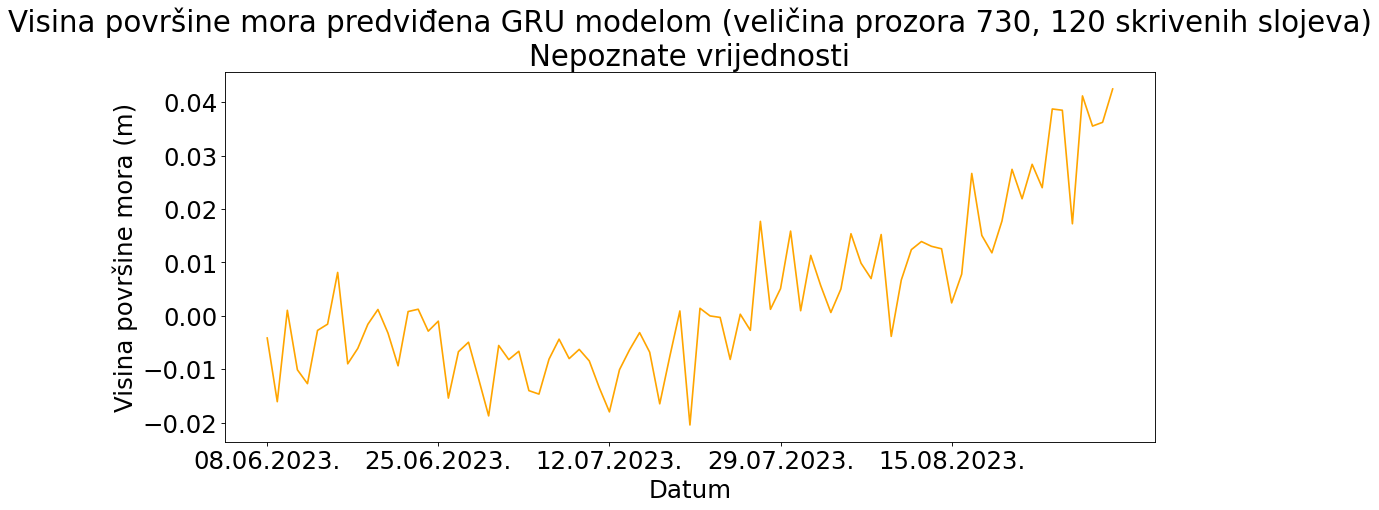 Visina površine mora predviđena GRU modelom (veličina prozora 730, 120 skrivenih slojeva)
Nepoznate vrijednosti
Visina površine mora (m)
0.04
0.03
0.02
0.01
0.00
−0.01
−0.02
08.06.2023. 25.06.2023. 12.07.2023. 29.07.2023. 15.08.2023.
Datum